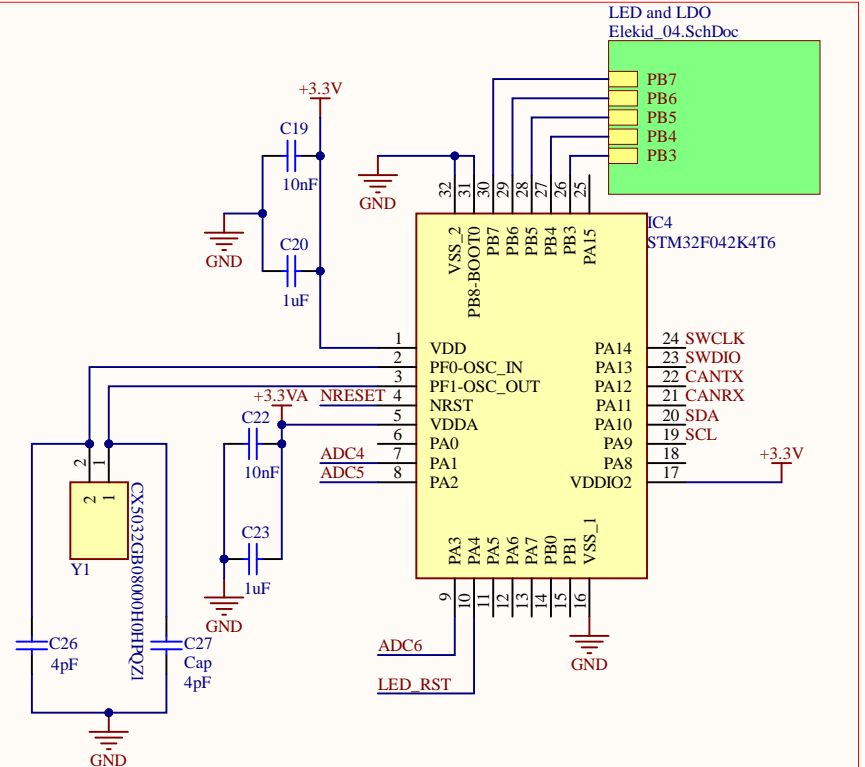 LED and LDO
Elekid_04.SchDoc
PB7
PB6
PB5
PB4
PB3
+3.3V
C19
10nF
GND
C20
1uF
GND
32
31
30
29
28
27
26
25
VSS_2
PB8-BOOT0
PB7
PB6
PB5
PB4
PB3
PA15
IC4
STM32F042K4T6
1 VDD
2 PF0-OSC_IN
3 PF1-OSC_OUT
NRESET 4 NRST
+3.3VA
5 VDDA
6 PA0
ADC4 7 PA1
ADC5 8 PA2
PA14 24 SWCLK
PA13 23 SWDIO
PA12 22 CANTX
PA11 21 CANRX
PA10 20 SDA
PA9 19 SCL
PA8 18
VDDIO2 17
+3.3V
C22
10nF
C23
1uF
GND
2
1
2
1
Y1
CX5032GB08000H0HPQZ1
C26
4pF
C27
Cap
4pF
GND
PA3
PA4
PA5
PA6
PA7
PB0
PB1
VSS_1
9
10
11
12
13
14
15
16
ADC6
LED_RST
GND